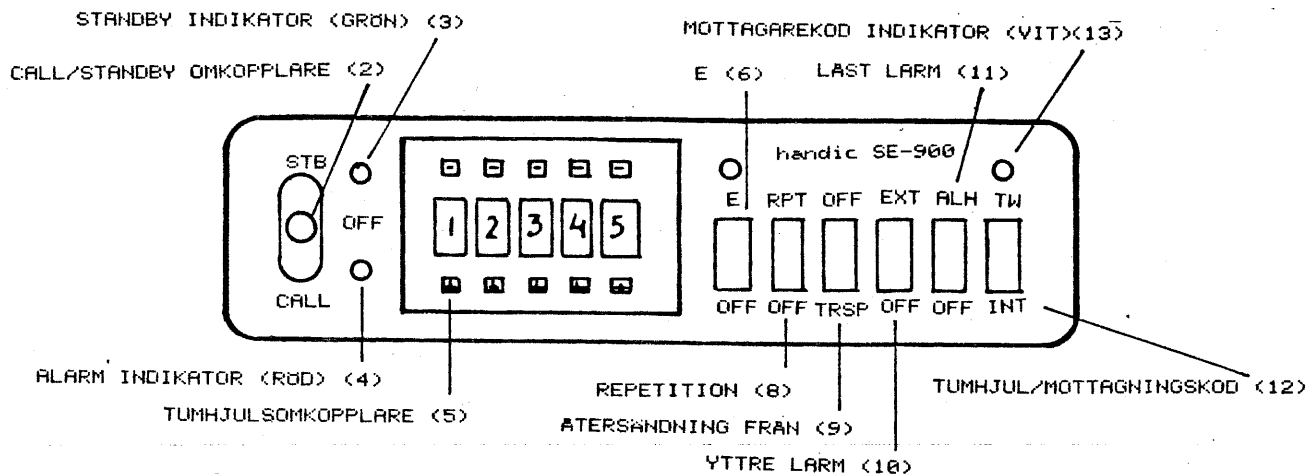 STANDBY INDIKATOR (GRÖN) (3)
MOTTAGAREKOD INDIKATOR (VIT)(13)
CALL/STANDBY OMKOPPLARE (2)
E (6) LAST LARM (11)
handic SE-900
STB
E RPT OFF EXT ALH TW
OFF
1 2 3 4 5
CALL
OFF OFF TRSP OFF OFF INT
ALARM INDIKATOR (RÖD) (4)
REPETITION (8)
TUMHJUL/MOTTAGNINGSKOD (12)
TUMHJULSOMKOPPLARE (5)
ATERSÄNDNING FRAN (9)
YTTRE LARM (10)